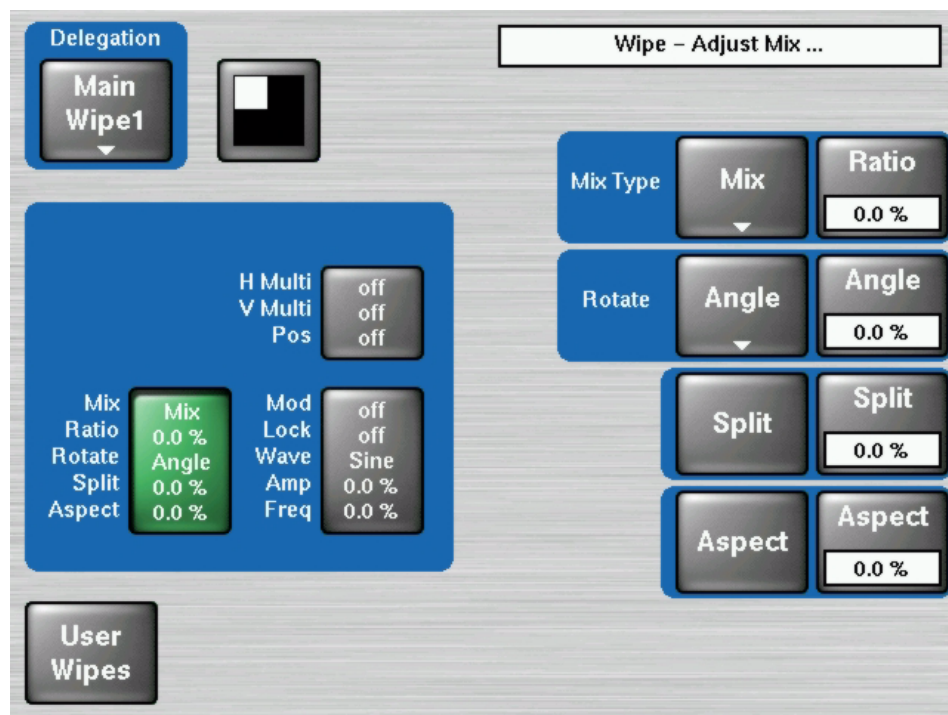 Delegation
Main
Wipe1
Wipe – Adjust Mix ...
Mix Type
Mix
Ratio
0.0 %
Rotate
Angle
Angle
0.0 %
Split
Split
0.0 %
Aspect
Aspect
0.0 %
H Multi off
V Multi off
Pos off
Mix Mix
Ratio 0.0 %
Rotate Angle
Split 0.0 %
Aspect 0.0 %
Mod off
Lock off
Wave Sine
Amp 0.0 %
Freq 0.0 %
User
Wipes